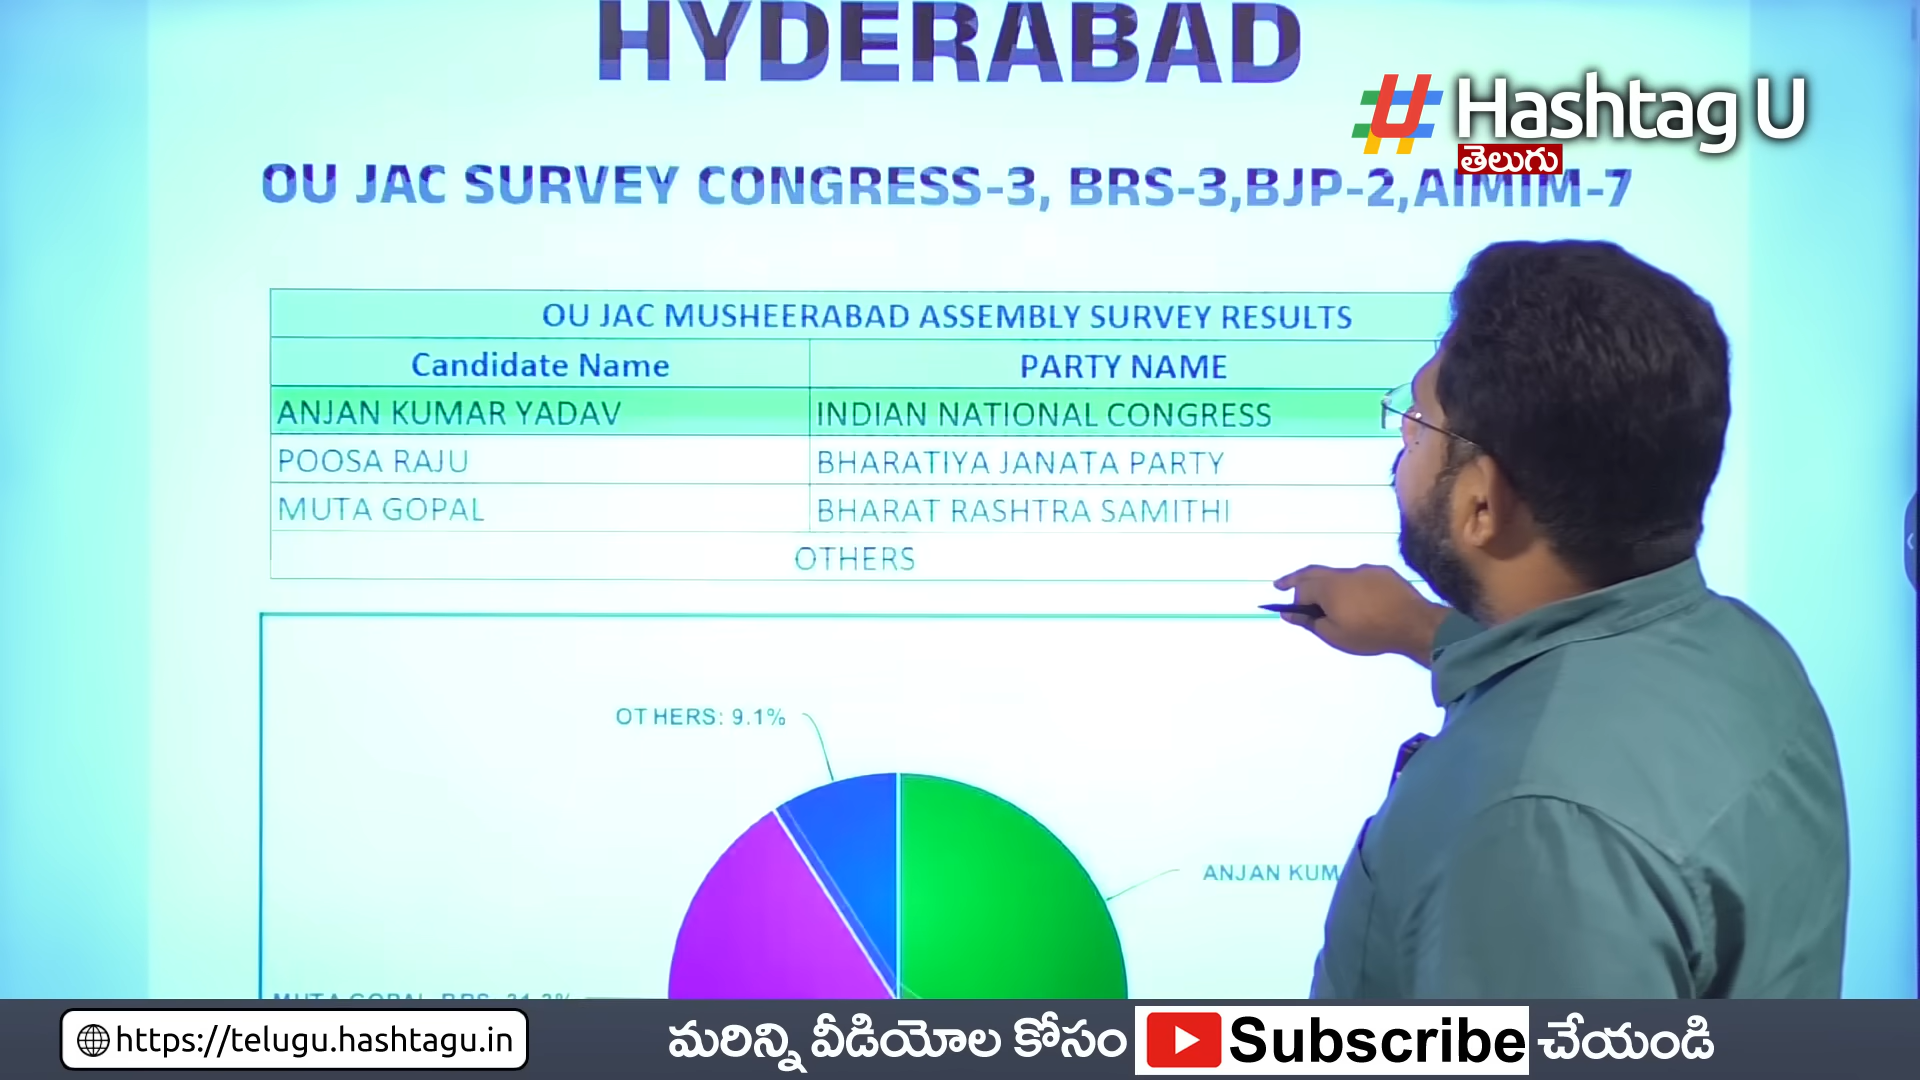 HYDERABAD
Hashtag U
తెలుగు
OU JAC SURVEY CONGRESS-3, BRS-3,BJP-2,AIMIM-7
OU JAC MUSHEERABAD ASSEMBLY SURVEY RESULTS
Candidate Name PARTY NAME
ANJAN KUMAR YADAV INDIAN NATIONAL CONGRESS
POOSA RAJU BHARATIYA JANATA PARTY
MUTA GOPAL BHARAT RASHTRA SAMITHI
OTHERS
OTHERS: 9.1%
ANJAN KUM
https://telugu.hashtagu.in
మరిన్ని వీడియోల కోసం Subscribe చేయండి